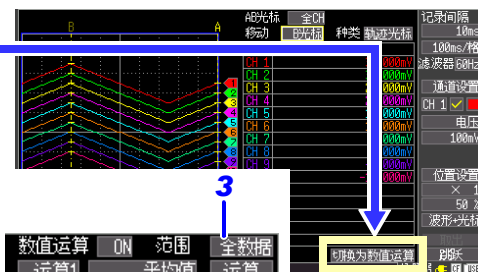 AB光标 全CH
移动 B光标 种类 轨迹光标
记录间隔
10ms
100ms/格
滤波器 60Hz
通道设置
CH 1
电压
100mV
位置设置
× 1
50 %
波形+光标
B A
CH 1 000mV
CH 2 000mV
CH 3 000mV
CH 4 000mV
CH 5 000mV
CH 6 000mV
CH 7 000mV
CH 8 000mV
CH 9 000mV
切换为数值运算
3
数值运算 ON 范围 全数据
运算1 平均值 运算
CF USB